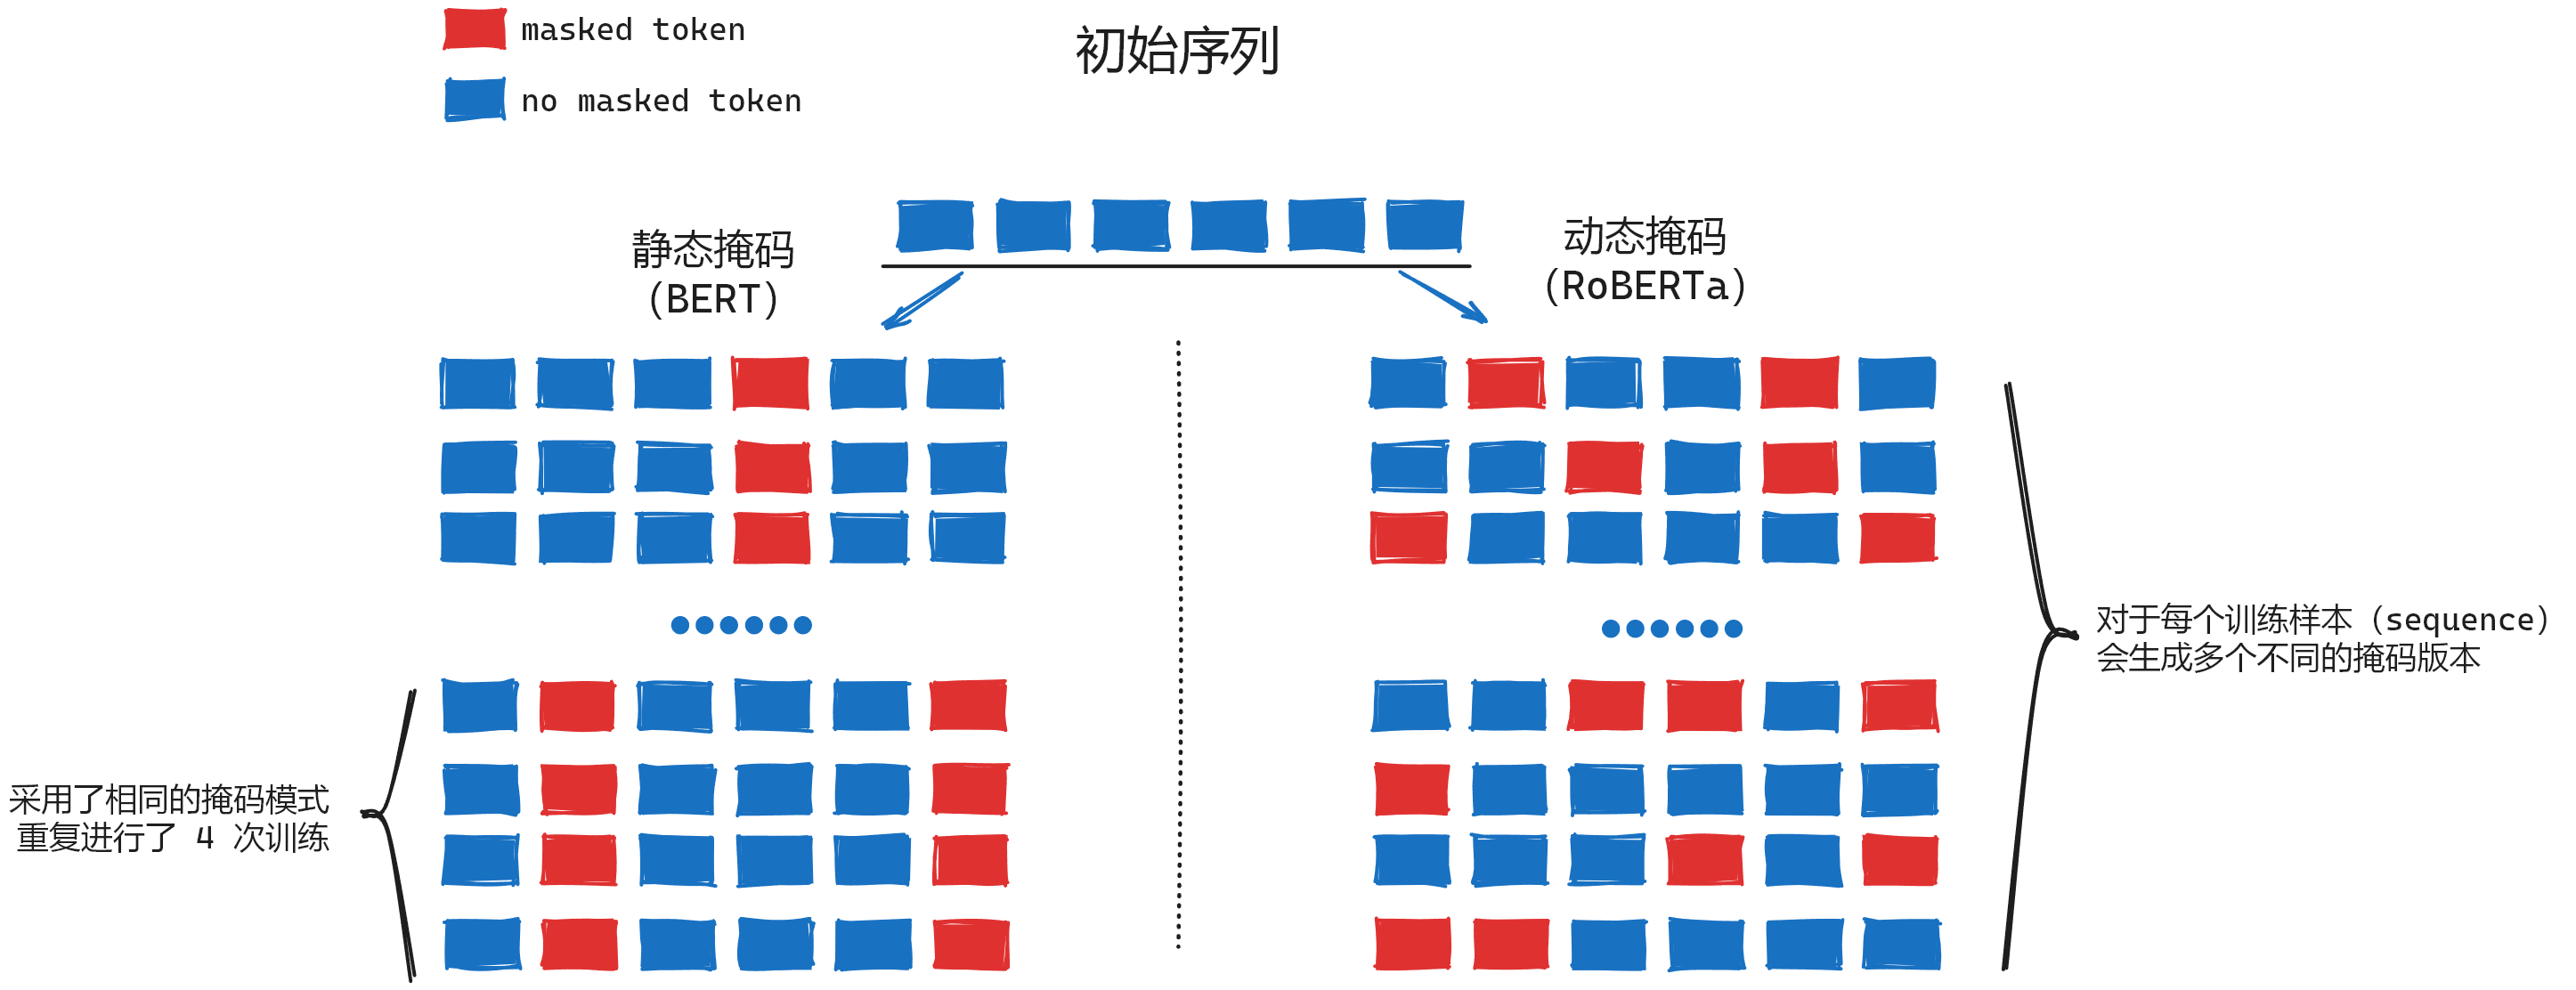 masked token
no masked token
初始序列
静态掩码
（BERT）
动态掩码
（RoBERTa）
对于每个训练样本（sequence）
会生成多个不同的掩码版本
采用了相同的掩码模式
重复进行了 4 次训练